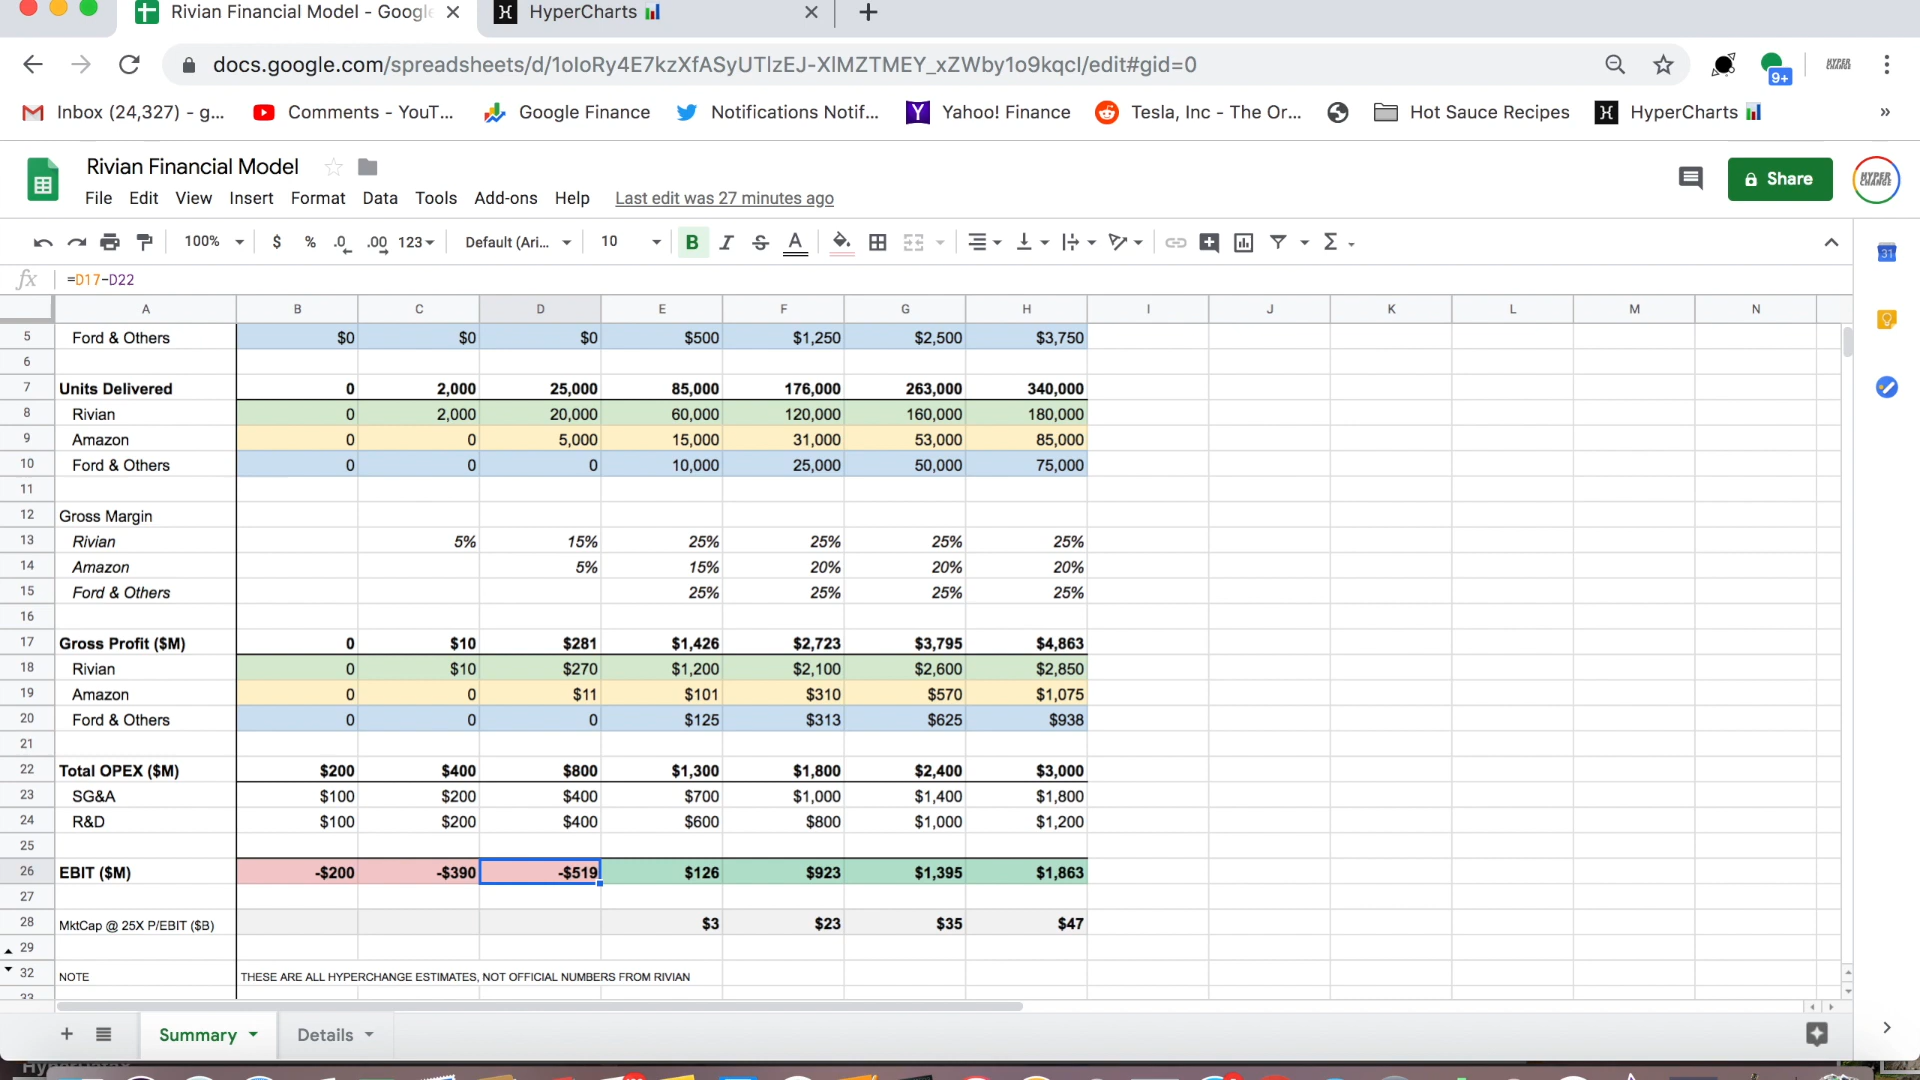 Rivian Financial Model - Google
HyperCharts
docs.google.com/spreadsheets/d/1oIoRy4E7kzXfASyUTlzEJ-XlMZTMEY_xZWby1o9kqcI/edit#gid=0
9+
HYPER CHANGE
Inbox (24,327) - g...
Comments - YouT...
Google Finance
Notifications Notif...
Yahoo! Finance
Tesla, Inc - The Or...
Hot Sauce Recipes
HyperCharts
»
Rivian Financial Model
Share
HYPER CHANGE
File Edit View Insert Format Data Tools Add-ons Help Last edit was 27 minutes ago
100% $ % .0 .00 123 Default (Ari... 10 B I S A Σ
31
fx =D17-D22
A B C D E F G H I J K L M N
5 Ford & Others $0 $0 $0 $500 $1,250 $2,500 $3,750
6
7 Units Delivered 0 2,000 25,000 85,000 176,000 263,000 340,000
8 Rivian 0 2,000 20,000 60,000 120,000 160,000 180,000
9 Amazon 0 0 5,000 15,000 31,000 53,000 85,000
10 Ford & Others 0 0 0 10,000 25,000 50,000 75,000
11
12 Gross Margin
13 Rivian 5% 15% 25% 25% 25% 25%
14 Amazon 5% 15% 20% 20% 20%
15 Ford & Others 25% 25% 25% 25%
16
17 Gross Profit ($M) 0 $10 $281 $1,426 $2,723 $3,795 $4,863
18 Rivian 0 $10 $270 $1,200 $2,100 $2,600 $2,850
19 Amazon 0 0 $11 $101 $310 $570 $1,075
20 Ford & Others 0 0 0 $125 $313 $625 $938
21
22 Total OPEX ($M) $200 $400 $800 $1,300 $1,800 $2,400 $3,000
23 SG&A $100 $200 $400 $700 $1,000 $1,400 $1,800
24 R&D $100 $200 $400 $600 $800 $1,000 $1,200
25
26 EBIT ($M) -$200 -$390 -$519 $126 $923 $1,395 $1,863
27
28 MktCap @ 25X P/EBIT ($B) $3 $23 $35 $47
29
32 NOTE THESE ARE ALL HYPERCHANGE ESTIMATES, NOT OFFICIAL NUMBERS FROM RIVIAN
33
Summary Details